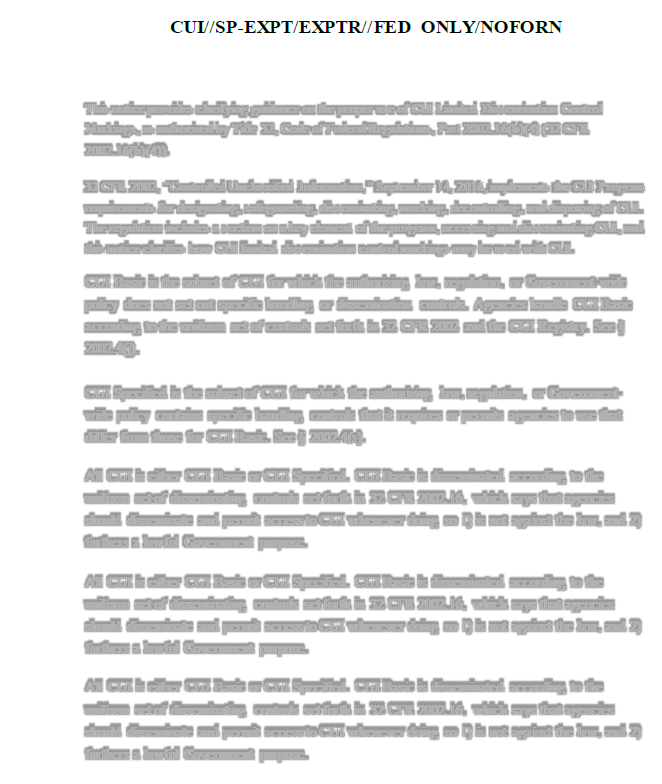 CUI//SP-EXPT/EXPTR//FED ONLY/NOFORN
This notice provides clarifying guidance on the proper use of CUI Limited Dissemination Control
Markings, as authorized by Title 32, Code of Federal Regulations, Part 2002.16(b)(4) (32 CFR
2002.16(b)(4)).
32 CFR 2002, "Controlled Unclassified Information," September 14, 2016, implements the CUI Program
requirements for designating, safeguarding, disseminating, marking, decontrolling, and disposing of CUI.
The regulation includes a section on a key element of the program, accessing and disseminating CUI, and
this notice clarifies how CUI limited dissemination control markings may be used with CUI.
CUI Basic is the subset of CUI for which the authorizing law, regulation, or Government-wide
policy does not set out specific handling or dissemination controls. Agencies handle CUI Basic
according to the uniform set of controls set forth in 32 CFR 2002 and the CUI Registry. See §
2002.4(j).
CUI Specified is the subset of CUI for which the authorizing law, regulation, or Government-
wide policy contains specific handling controls that it requires or permits agencies to use that
differ from those for CUI Basic. See § 2002.4(r).
All CUI is either CUI Basic or CUI Specified. CUI Basic is disseminated according to the
uniform set of disseminating controls set forth in 32 CFR 2002.16, which says that agencies
should disseminate and permit access to CUI whenever doing so 1) is not against the law, and 2)
furthers a lawful Government purpose.
All CUI is either CUI Basic or CUI Specified. CUI Basic is disseminated according to the
uniform set of disseminating controls set forth in 32 CFR 2002.16, which says that agencies
should disseminate and permit access to CUI whenever doing so 1) is not against the law, and 2)
furthers a lawful Government purpose.
All CUI is either CUI Basic or CUI Specified. CUI Basic is disseminated according to the
uniform set of disseminating controls set forth in 32 CFR 2002.16, which says that agencies
should disseminate and permit access to CUI whenever doing so 1) is not against the law, and 2)
furthers a lawful Government purpose.